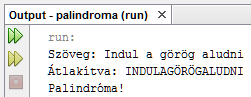 Output - palindroma (run)
run:
Szöveg: Indul a görög aludni
Átlakítva: INDULAGÖRÖGALUDNI
Palindróma!